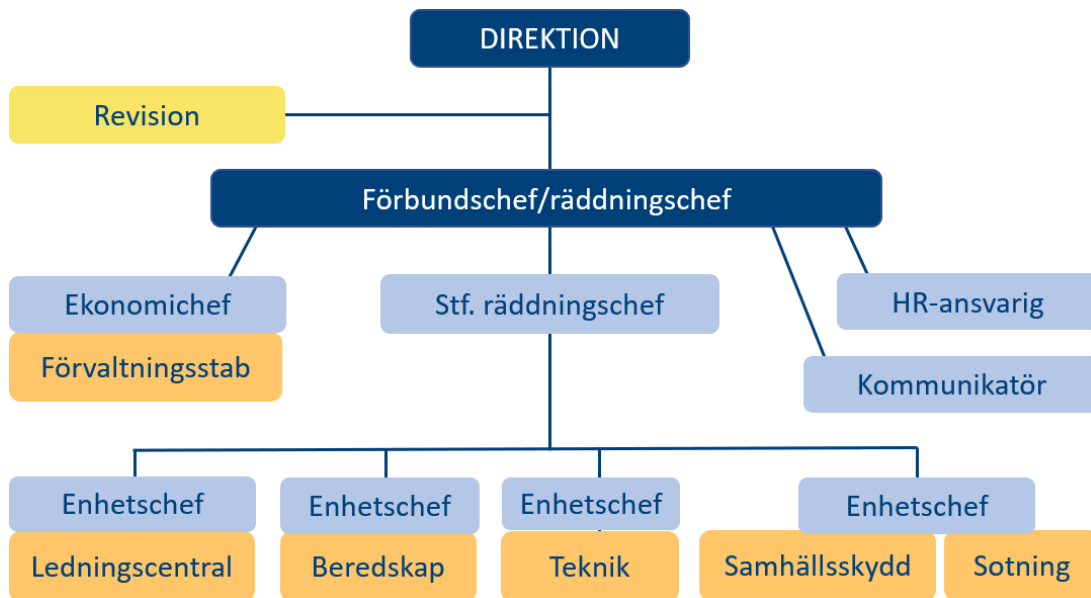 DIREKTION
Revision
Förbundschef/räddningschef
Ekonomichef
Förvaltningsstab
Stf. räddningschef
HR-ansvarig
Kommunikatör
Enhetschef
Ledningscentral
Enhetschef
Beredskap
Enhetschef
Teknik
Enhetschef
Samhällsskydd
Sotning